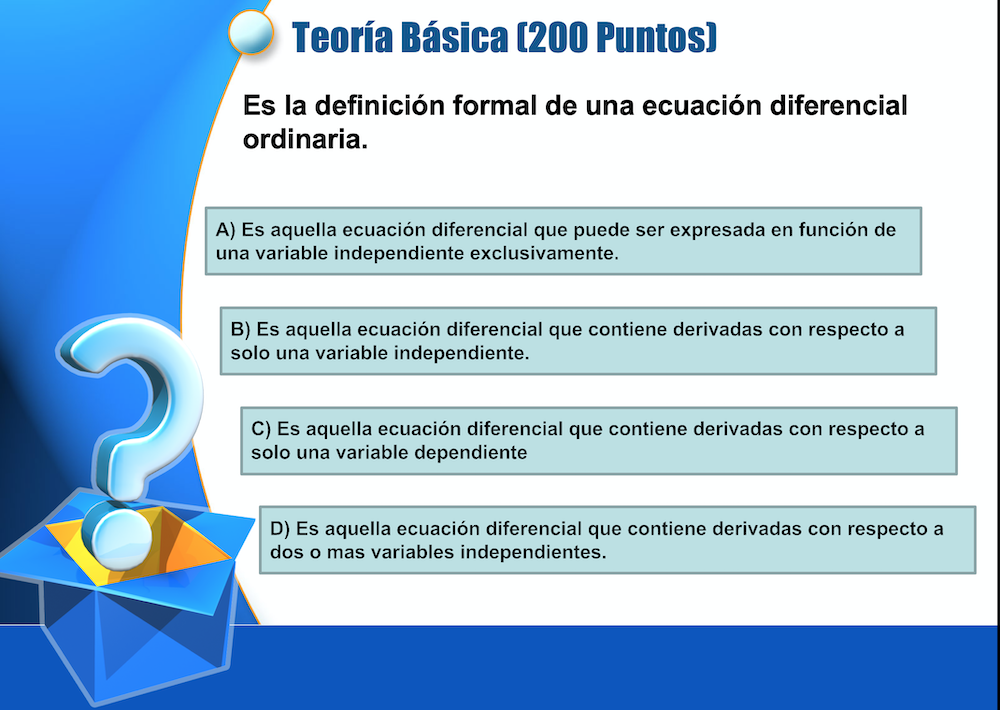 Teoría Básica (200 Puntos)
Es la definición formal de una ecuación diferencial
ordinaria.
A) Es aquella ecuación diferencial que puede ser expresada en función de
una variable independiente exclusivamente.
B) Es aquella ecuación diferencial que contiene derivadas con respecto a
solo una variable independiente.
C) Es aquella ecuación diferencial que contiene derivadas con respecto a
solo una variable dependiente
D) Es aquella ecuación diferencial que contiene derivadas con respecto a
dos o mas variables independientes.